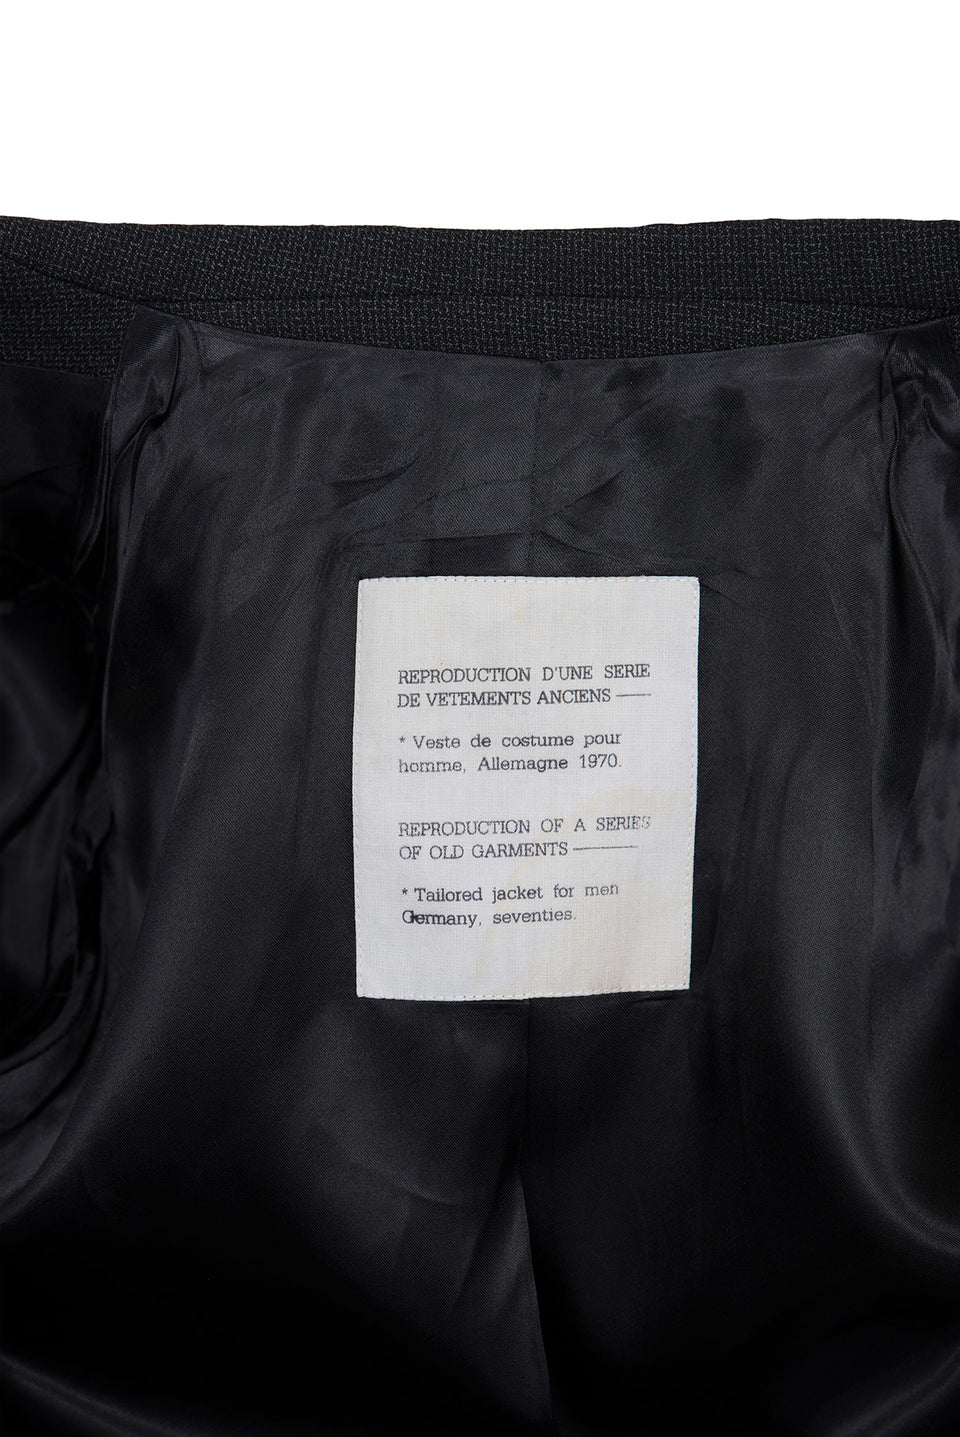 REPRODUCTION D'UNE SERIE
DE VETEMENTS ANCIENS —
* Veste de costume pour
homme, Allemagne 1970.
REPRODUCTION OF A SERIES
OF OLD GARMENTS —
* Tailored jacket for men
Germany, seventies.